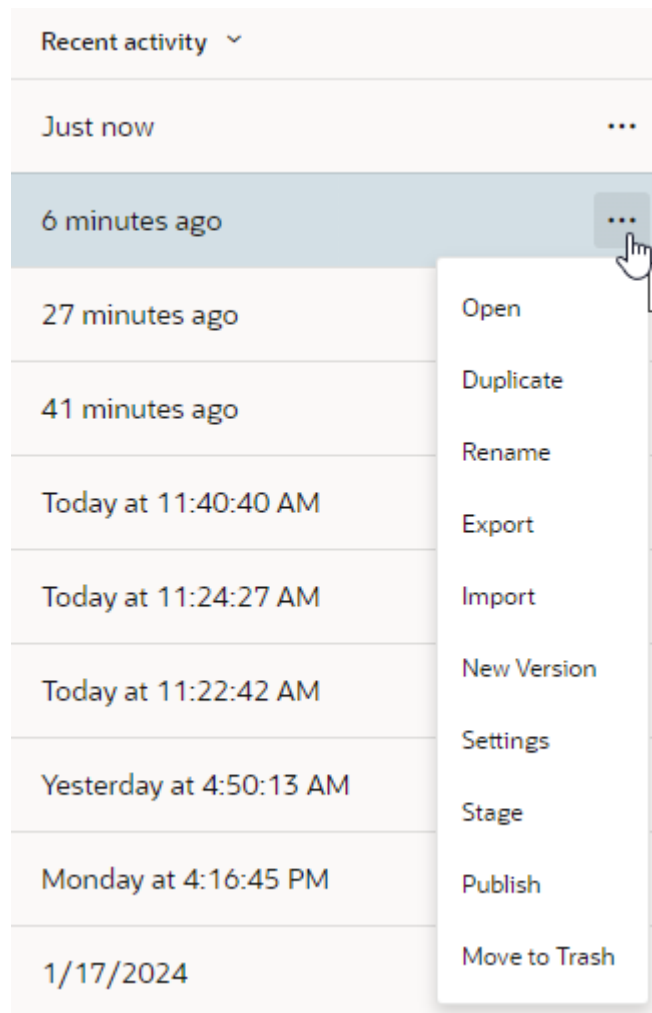 Recent activity
Just now
6 minutes ago
27 minutes ago
41 minutes ago
Today at 11:40:40 AM
Today at 11:24:27 AM
Today at 11:22:42 AM
Yesterday at 4:50:13 AM
Monday at 4:16:45 PM
1/17/2024
Open
Duplicate
Rename
Export
Import
New Version
Settings
Stage
Publish
Move to Trash